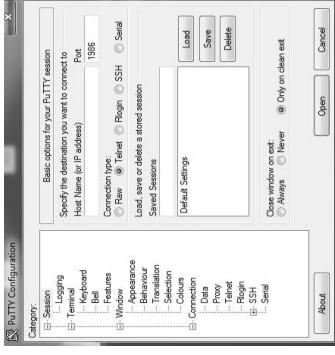 PuTTY Configuration
Category:
Session
Logging
Terminal
Keyboard
Bell
Features
Window
Appearance
Behaviour
Translation
Selection
Colours
Connection
Data
Proxy
Telnet
Rlogin
SSH
Serial
Basic options for your PuTTY session
Specify the destination you want to connect to
Host Name (or IP address) Port
1986
Connection type:
Raw Telnet Rlogin SSH Serial
Load, save or delete a stored session
Saved Sessions
Default Settings
Load
Save
Delete
Close window on exit:
Always Never Only on clean exit
About Open Cancel